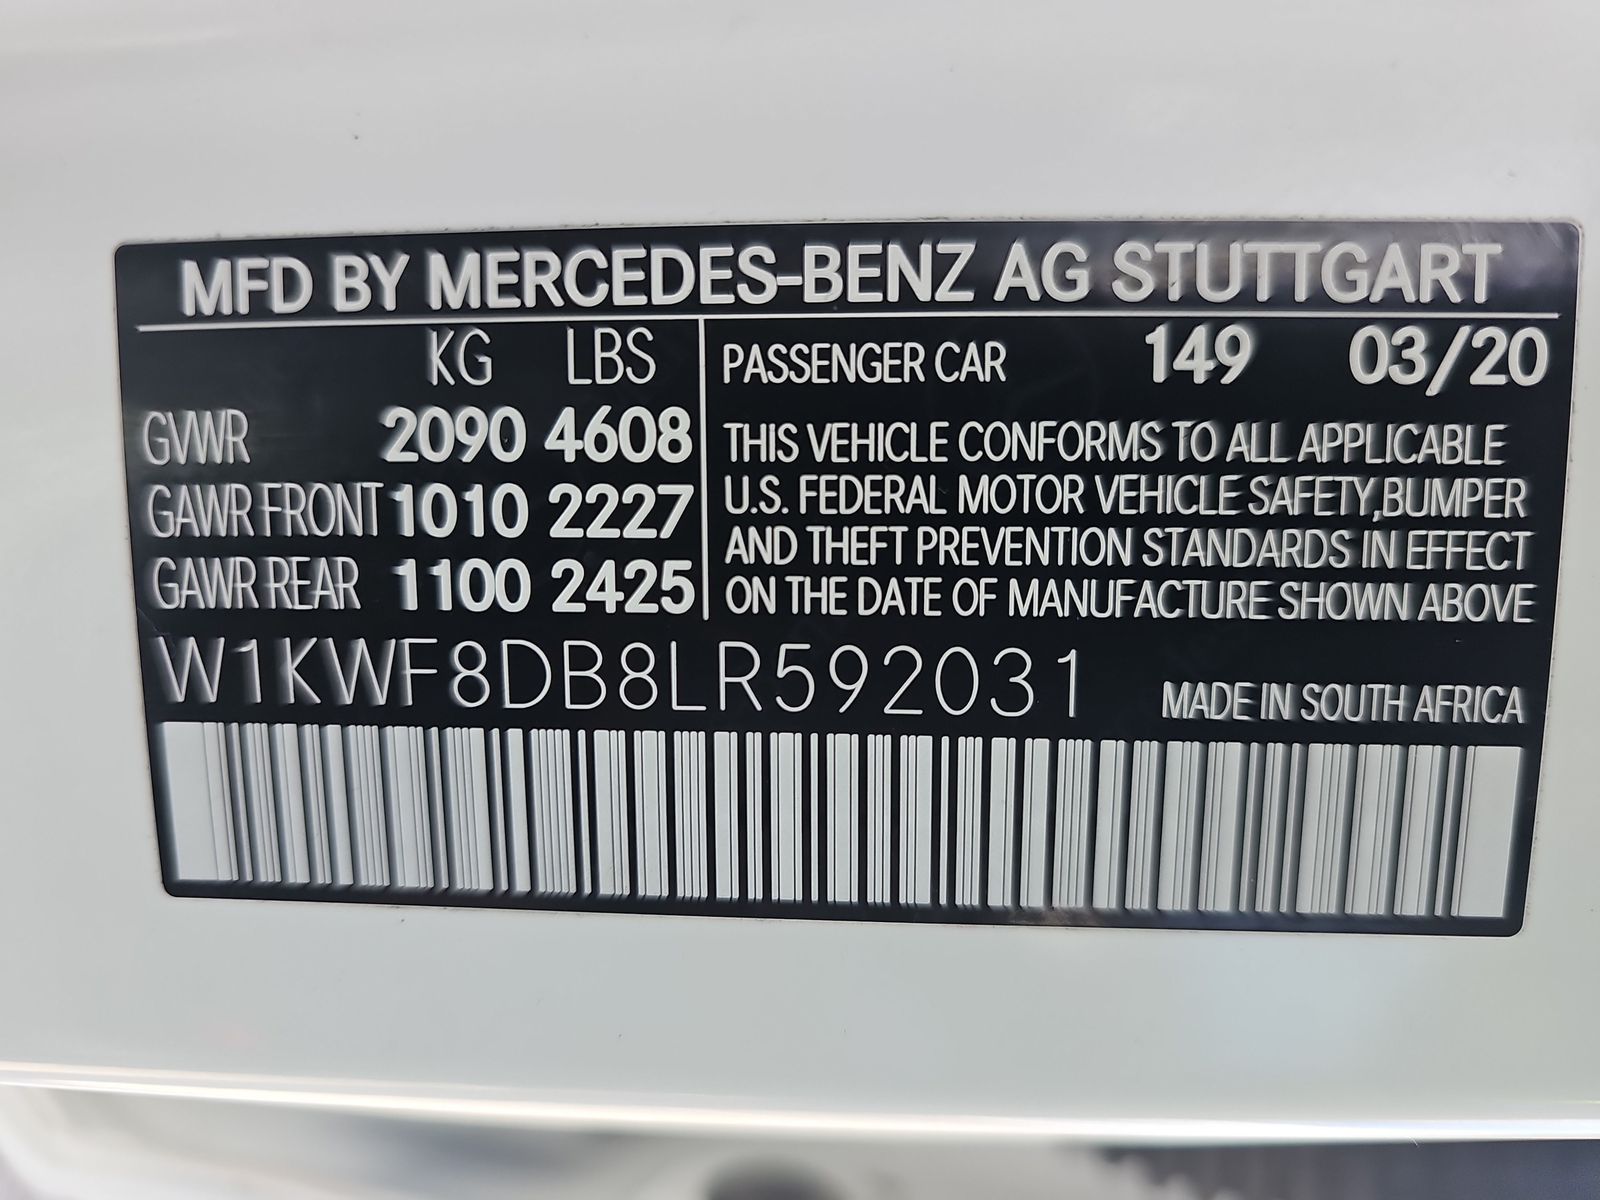 MFD BY MERCEDES-BENZ AG STUTTGART
KG LBS
GVWR 2090 4608
GAWR FRONT 1010 2227
GAWR REAR 1100 2425
PASSENGER CAR 149 03/20
THIS VEHICLE CONFORMS TO ALL APPLICABLE
U.S. FEDERAL MOTOR VEHICLE SAFETY,BUMPER
AND THEFT PREVENTION STANDARDS IN EFFECT
ON THE DATE OF MANUFACTURE SHOWN ABOVE
W1KWF8DB8LR592031
MADE IN SOUTH AFRICA